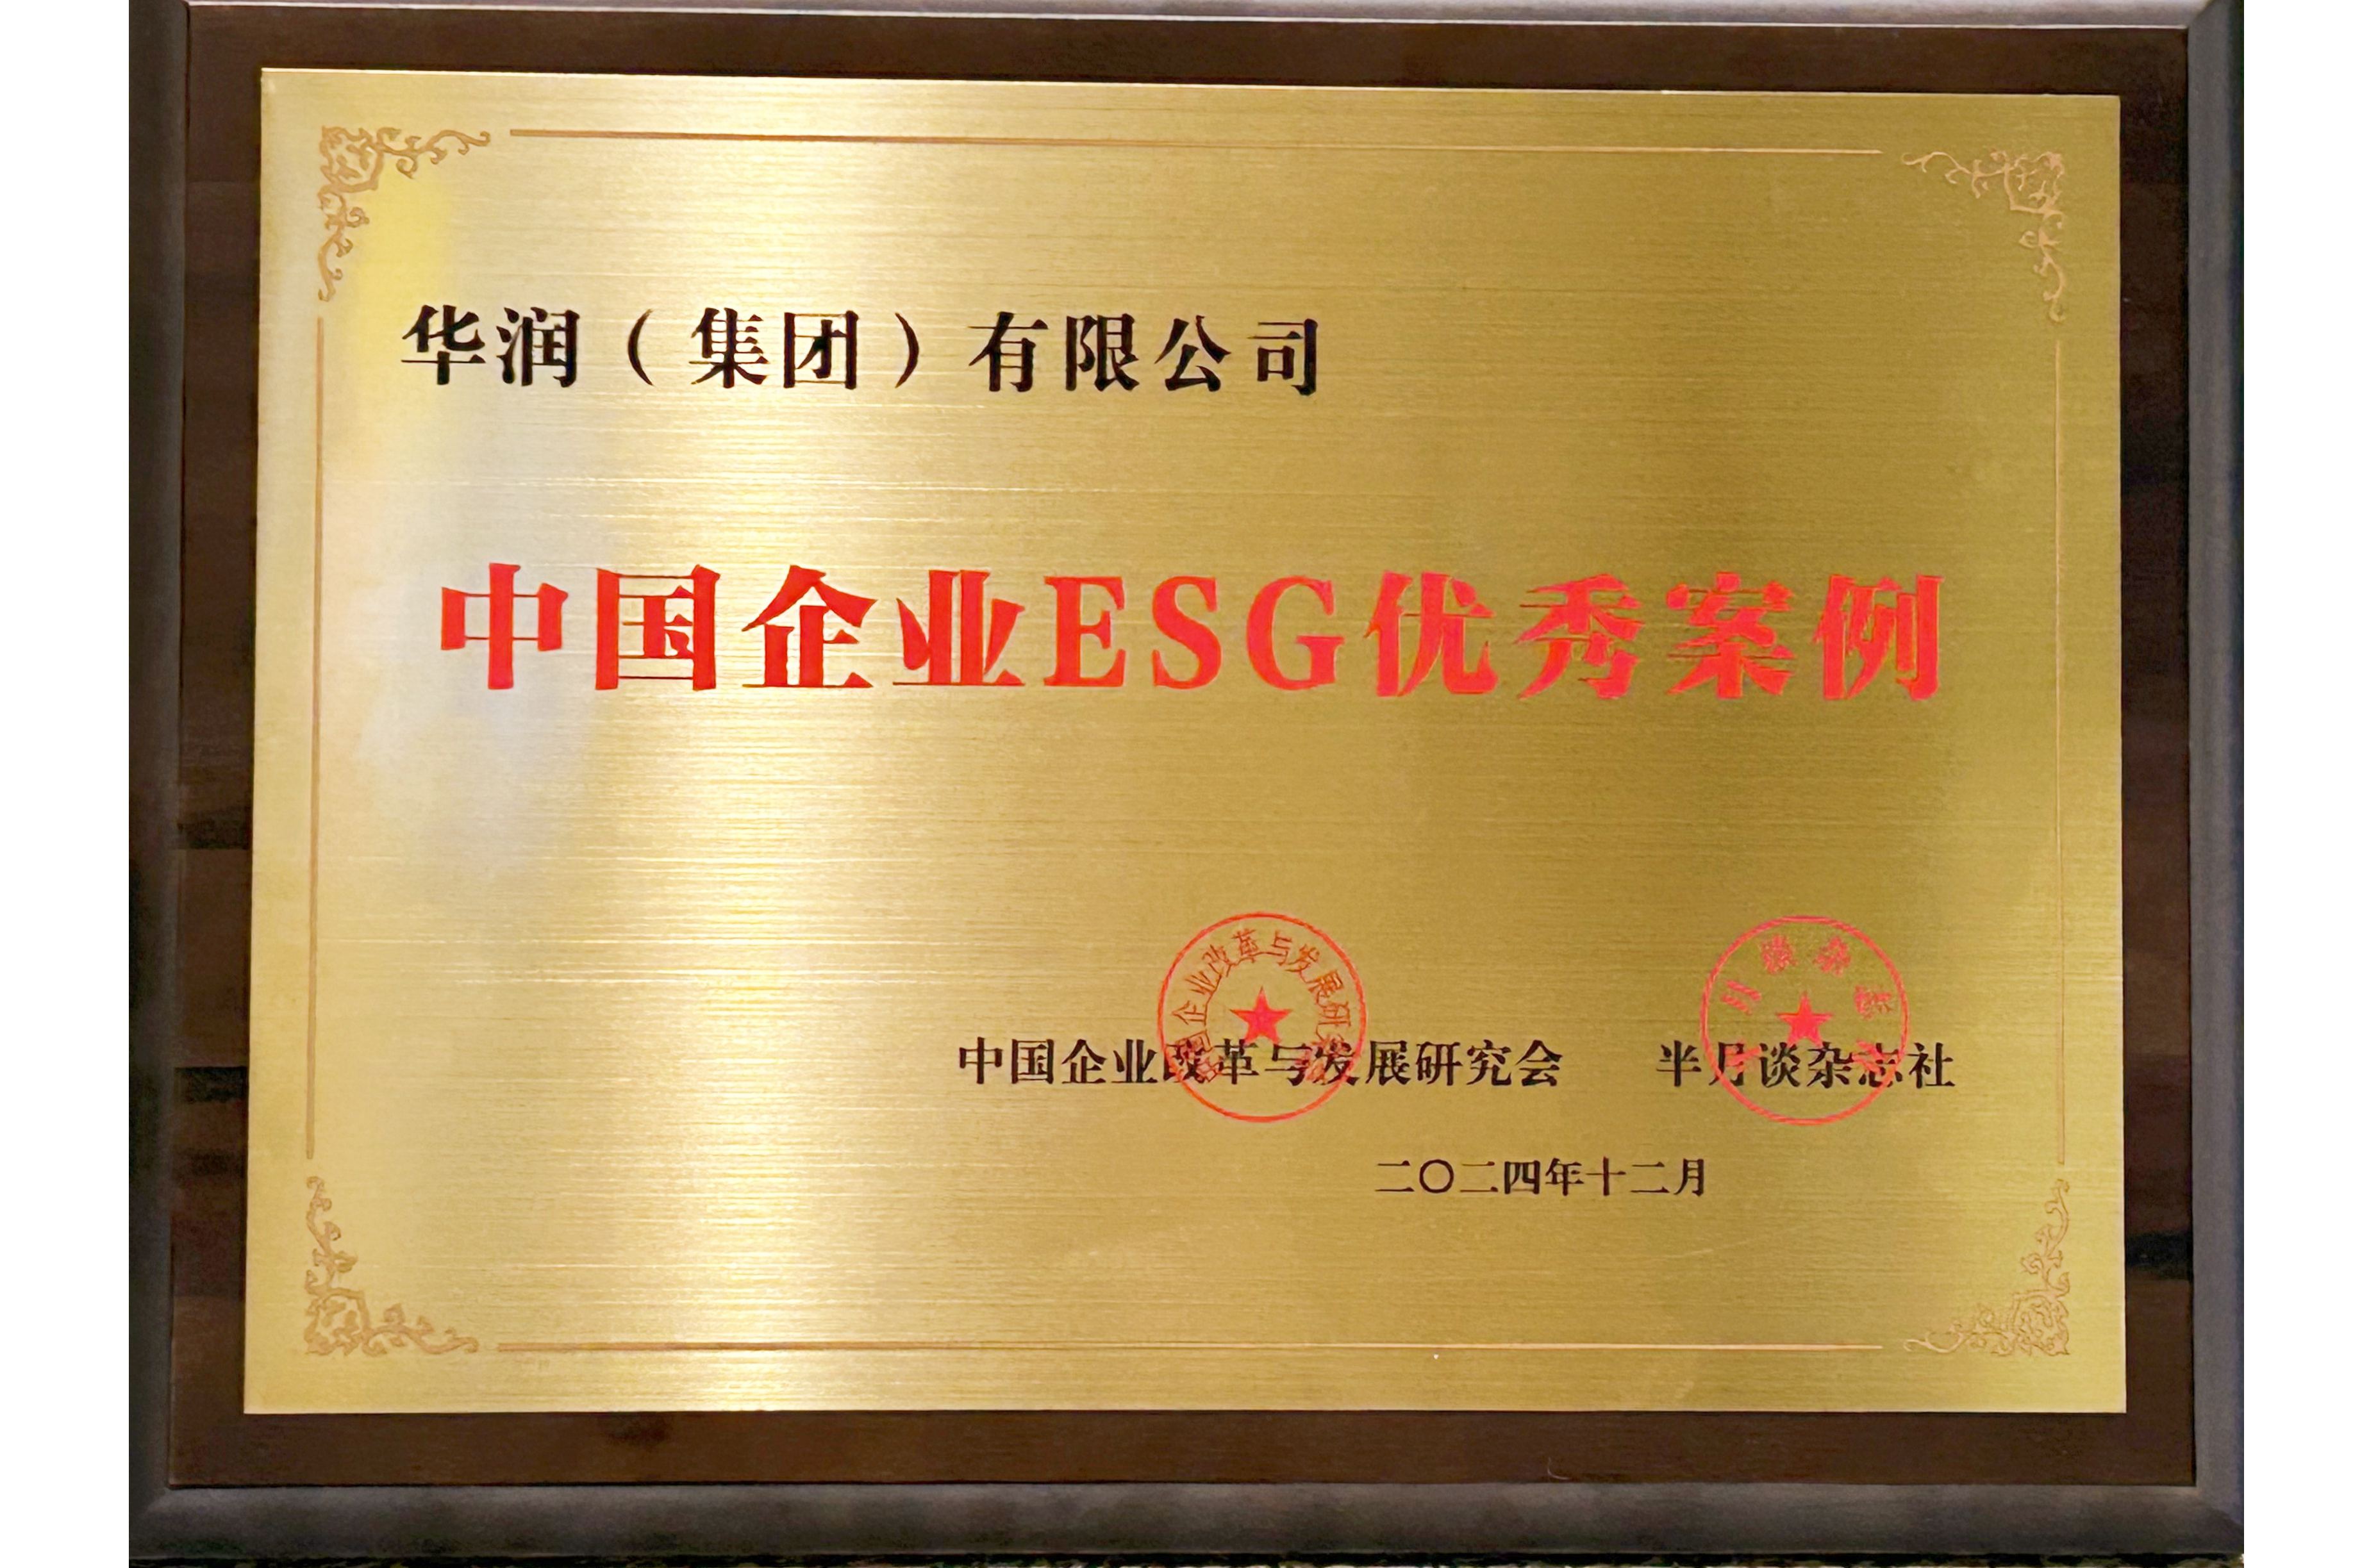 华润（集团）有限公司
中国企业ESG优秀案例
中国企业改革与发展研究会 半月谈杂志社
二〇二四年十二月